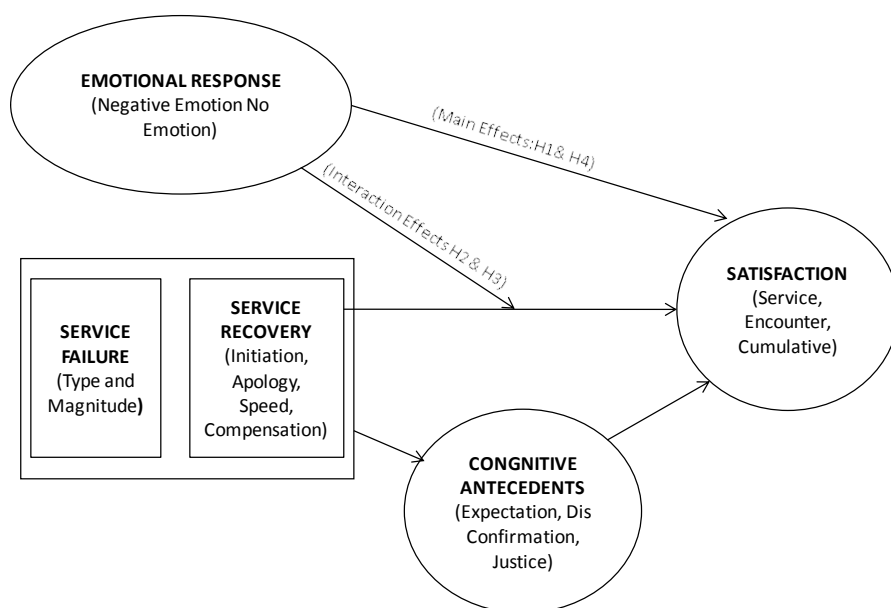 EMOTIONAL RESPONSE
(Negative Emotion No
Emotion)
(Main Effects:H1& H4)
(Interaction Effects H2 & H3)
SERVICE
FAILURE
(Type and
Magnitude)
SERVICE
RECOVERY
(Initiation,
Apology,
Speed,
Compensation)
SATISFACTION
(Service,
Encounter,
Cumulative)
CONGNITIVE
ANTECEDENTS
(Expectation, Dis
Confirmation,
Justice)